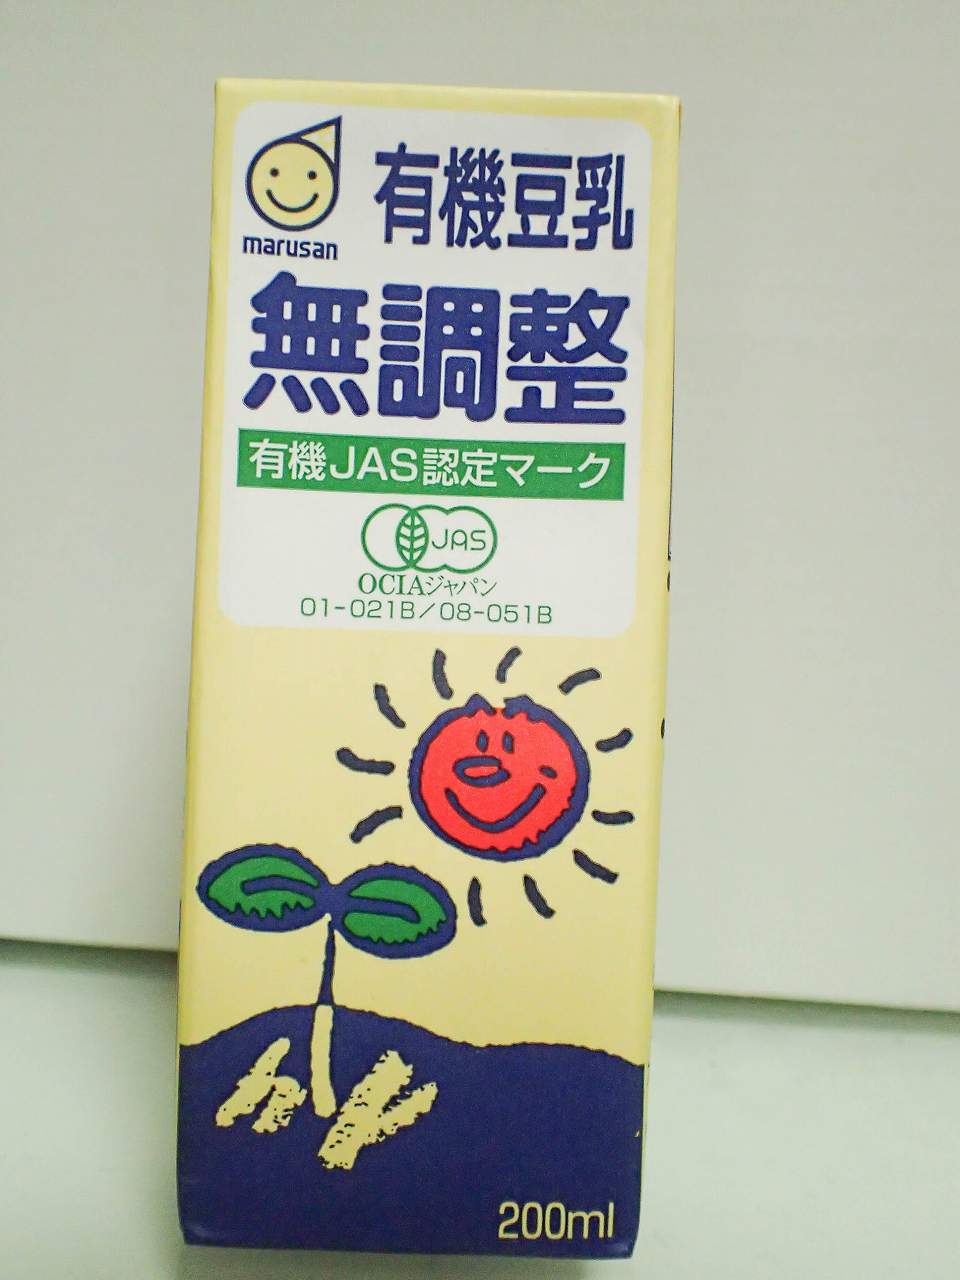 marusan
有機豆乳
無調整
有機JAS認定マーク
JAS
OCIAジャパン
01-021B／08-051B
200ml